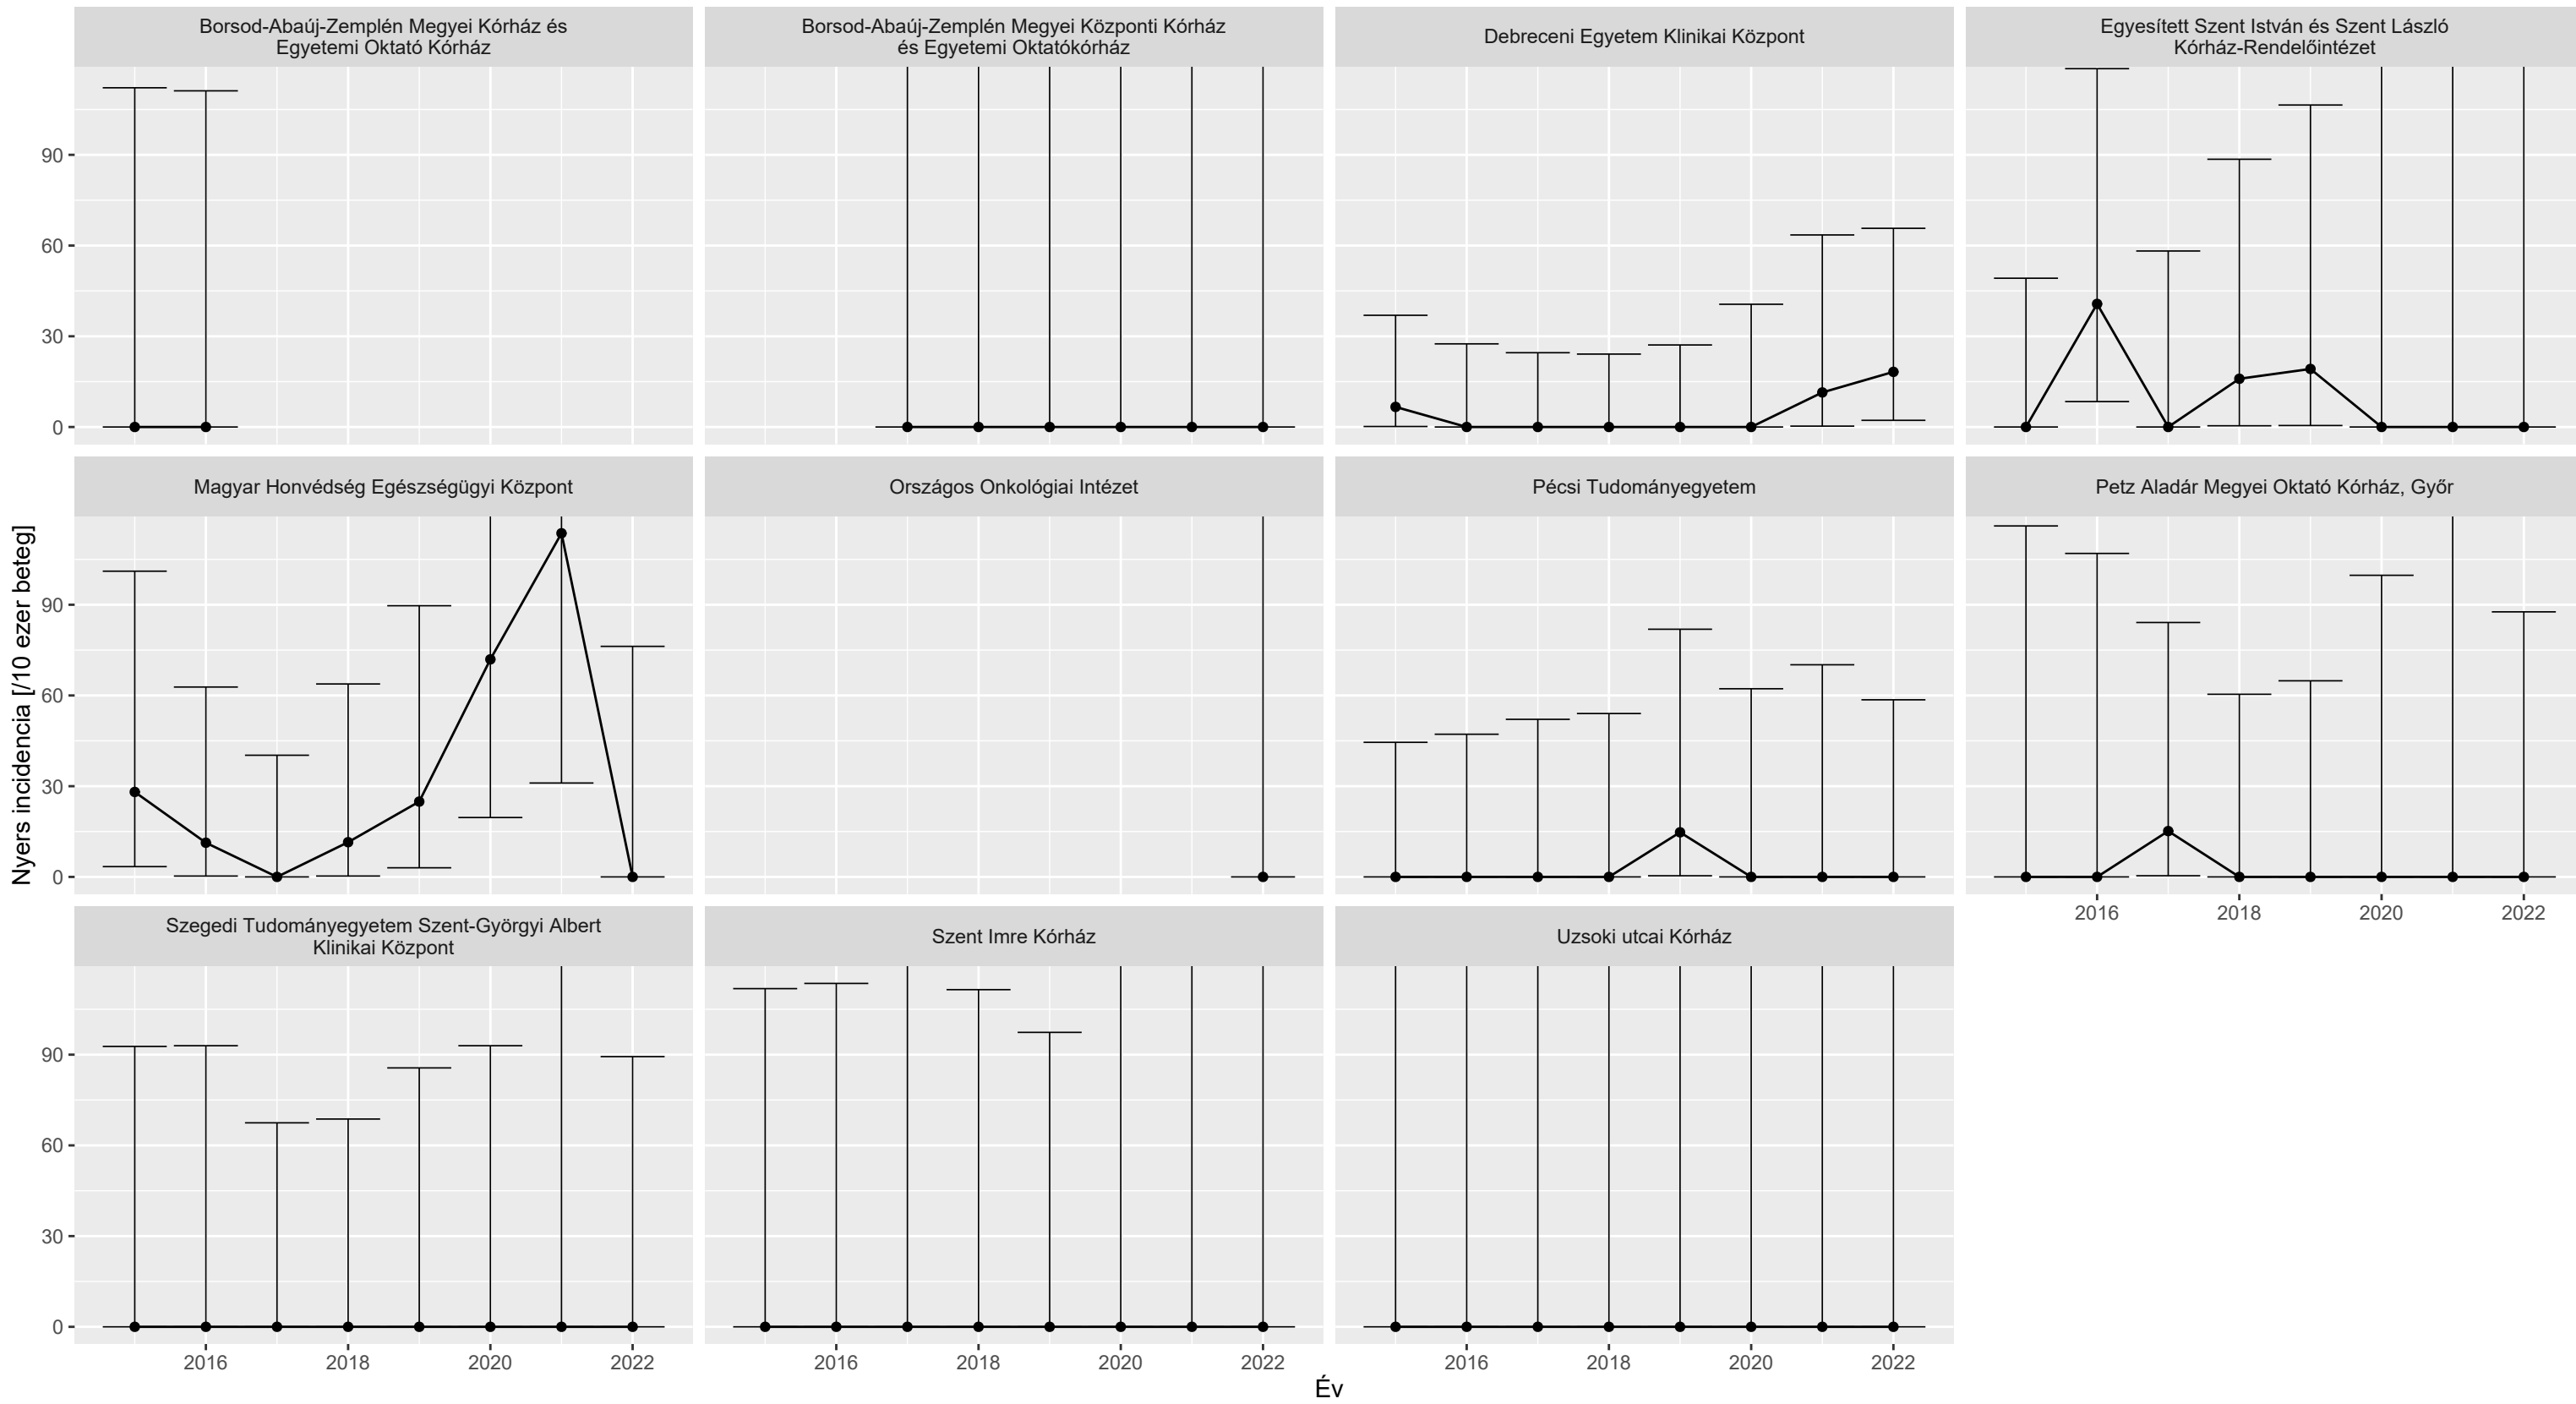 Borsod-Abaúj-Zemplén Megyei Kórház és
Egyetemi Oktató Kórház
Borsod-Abaúj-Zemplén Megyei Központi Kórház
és Egyetemi Oktatókórház
Debreceni Egyetem Klinikai Központ
Egyesített Szent István és Szent László
Kórház-Rendelőintézet
90
60
30
0
Magyar Honvédség Egészségügyi Központ
Országos Onkológiai Intézet
Pécsi Tudományegyetem
Petz Aladár Megyei Oktató Kórház, Győr
Nyers incidencia [/10 ezer beteg]
90
60
30
0
2016 2018 2020 2022
Szegedi Tudományegyetem Szent-Györgyi Albert
Klinikai Központ
Szent Imre Kórház
Uzsoki utcai Kórház
90
60
30
0
2016 2018 2020 2022
2016 2018 2020 2022
2016 2018 2020 2022
Év